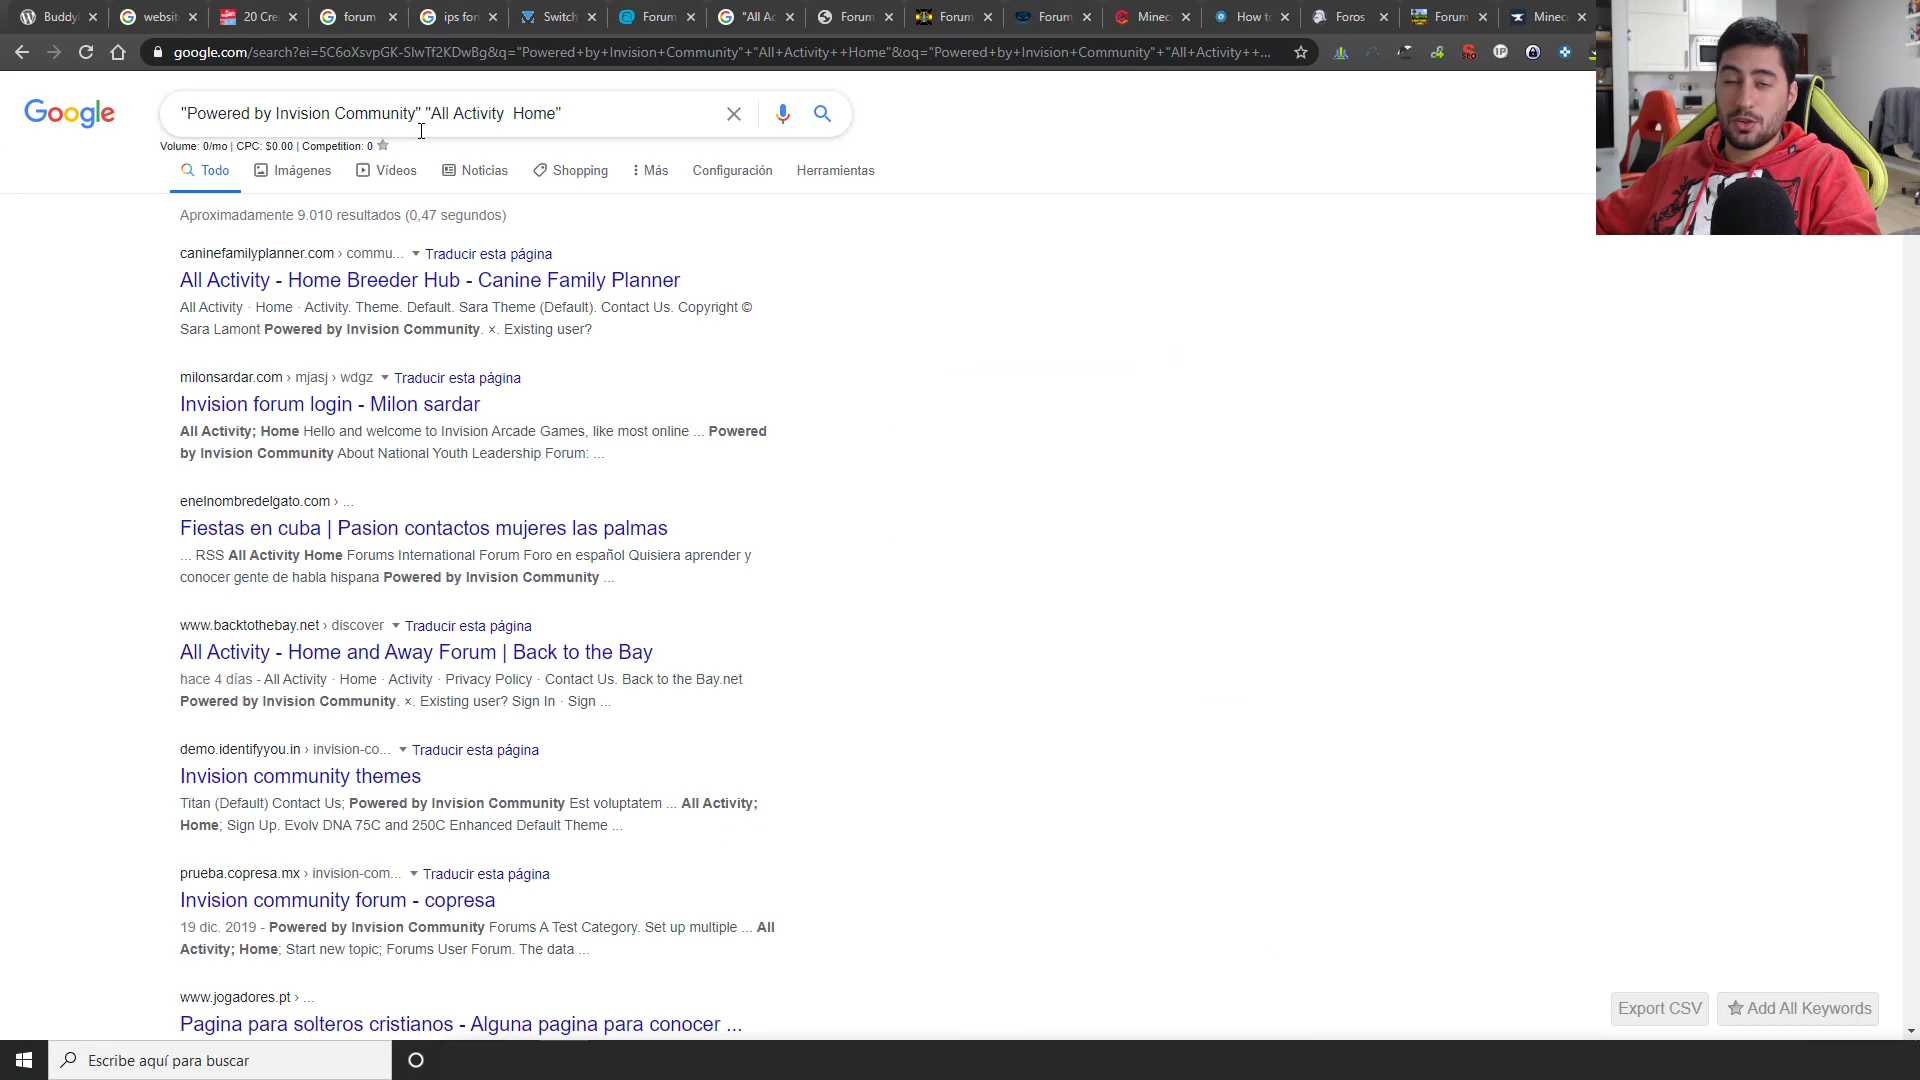 Buddy
websit
20 Cre
forum
ips for
Switch
Forum
"All Ac
Forum
Forum
Forum
Minec
How to
Foros
Forum
Minec
google.com/search?ei=5C6oXsvpGK-SlwTf2KDwBg&q="Powered+by+Invision+Community"+"All+Activity++Home"&oq="Powered+by+Invision+Community"+"All+Activity++...
Google
"Powered by Invision Community" "All Activity  Home"
Volume: 0/mo | CPC: $0.00 | Competition: 0
Todo
Imágenes
Vídeos
Noticias
Shopping
Más
Configuración
Herramientas
Aproximadamente 9.010 resultados (0,47 segundos)
caninefamilyplanner.com › commu... Traducir esta página
All Activity - Home Breeder Hub - Canine Family Planner
All Activity · Home · Activity. Theme. Default. Sara Theme (Default). Contact Us. Copyright ©
Sara Lamont Powered by Invision Community. ×. Existing user?
milonsardar.com › mjasj › wdgz Traducir esta página
Invision forum login - Milon sardar
All Activity; Home Hello and welcome to Invision Arcade Games, like most online ... Powered
by Invision Community About National Youth Leadership Forum: ...
enelnombredelgato.com › ...
Fiestas en cuba | Pasion contactos mujeres las palmas
... RSS All Activity Home Forums International Forum Foro en español Quisiera aprender y
conocer gente de habla hispana Powered by Invision Community ...
www.backtothebay.net › discover Traducir esta página
All Activity - Home and Away Forum | Back to the Bay
hace 4 días - All Activity · Home · Activity · Privacy Policy · Contact Us. Back to the Bay.net
Powered by Invision Community. ×. Existing user? Sign In · Sign ...
demo.identifyyou.in › invision-co... Traducir esta página
Invision community themes
Titan (Default) Contact Us; Powered by Invision Community Est voluptatem ... All Activity;
Home; Sign Up. Evolv DNA 75C and 250C Enhanced Default Theme ...
prueba.copresa.mx › invision-com... Traducir esta página
Invision community forum - copresa
19 dic. 2019 - Powered by Invision Community Forums A Test Category. Set up multiple ... All
Activity; Home; Start new topic; Forums User Forum. The data ...
www.jogadores.pt › ...
Pagina para solteros cristianos - Alguna pagina para conocer ...
Export CSV
Add All Keywords
Escribe aquí para buscar